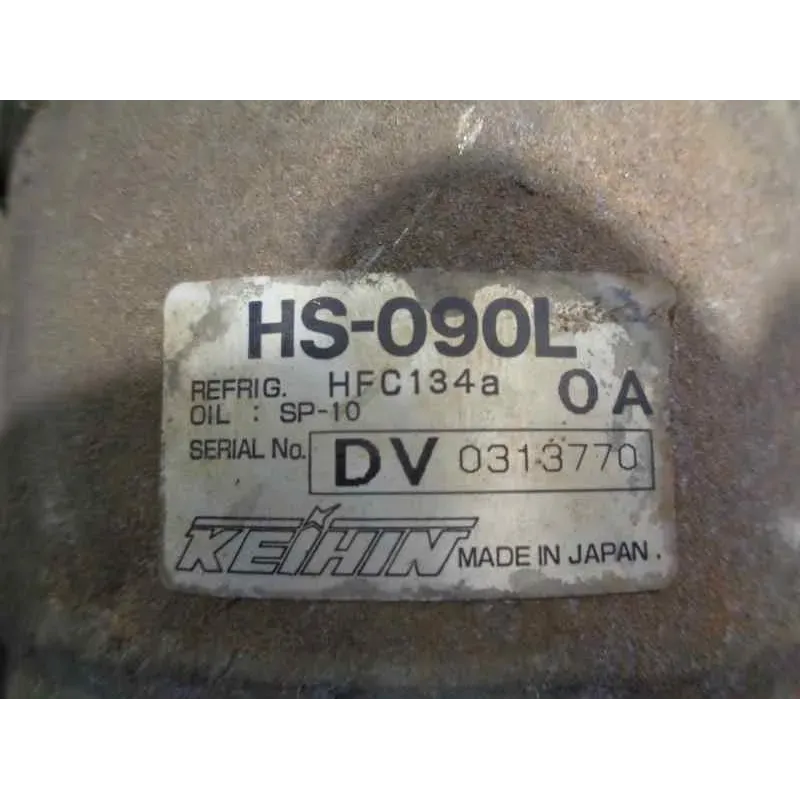 HS-090L
REFRIG. HFC134a 0A
OIL : SP-10
SERIAL No. DV 0313770
KEIHIN MADE IN JAPAN.